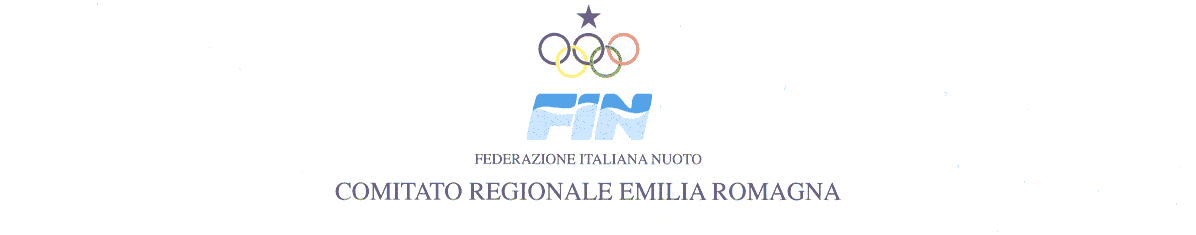 FIN
FEDERAZIONE ITALIANA NUOTO
COMITATO REGIONALE EMILIA ROMAGNA